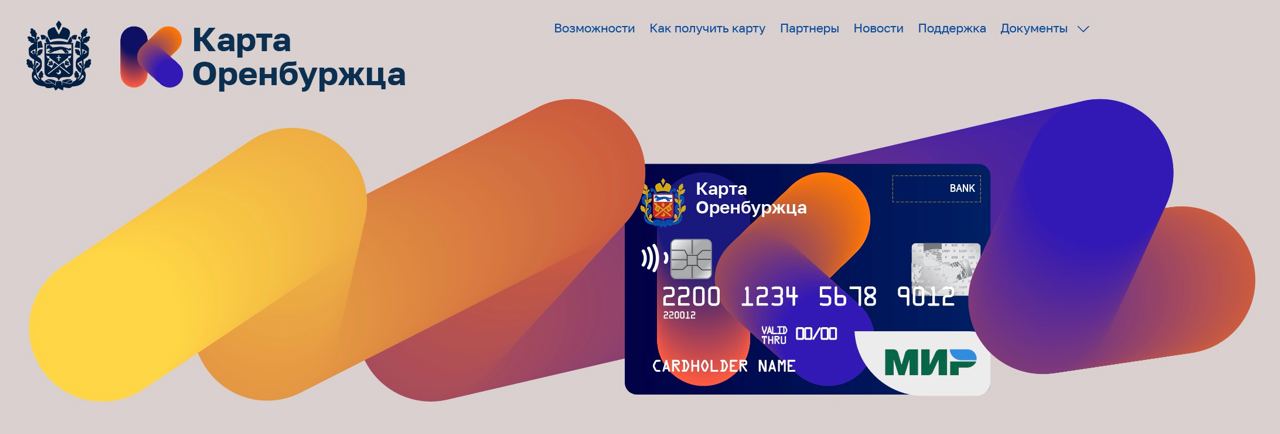 Карта
Оренбуржца
Возможности Как получить карту Партнеры Новости Поддержка Документы
Карта
Оренбуржца
BANK
2200 1234 5678 9012
220012
VALID THRU 00/00
CARDHOLDER NAME
МИР